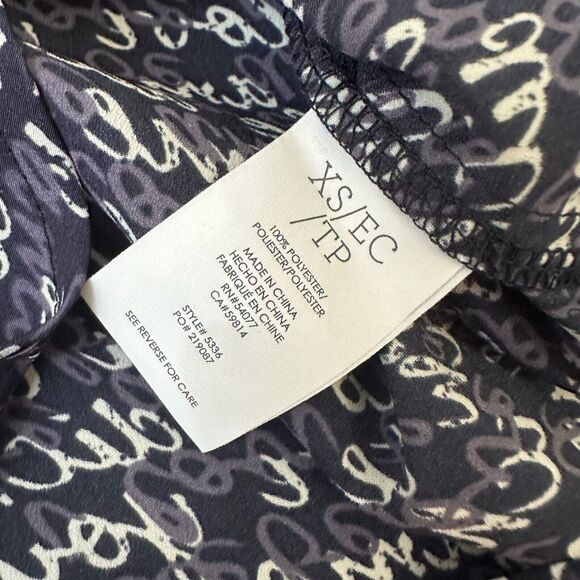 XS/EC
/TP
100% POLYESTER/
POLIESTER/POLYESTER
MADE IN CHINA
HECHO EN CHINA
FABRIQUÉ EN CHINE
RN#54077
CA#59814
STYLE# 5336
PO# 219087
SEE REVERSE FOR CARE